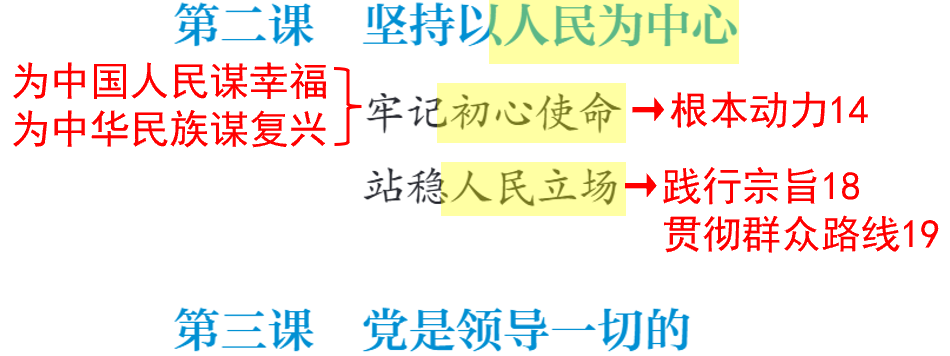 第二课 坚持以人民为中心
为中国人民谋幸福
为中华民族谋复兴
牢记初心使命→根本动力14
站稳人民立场→践行宗旨18
贯彻群众路线19
第三课 党是领导一切的